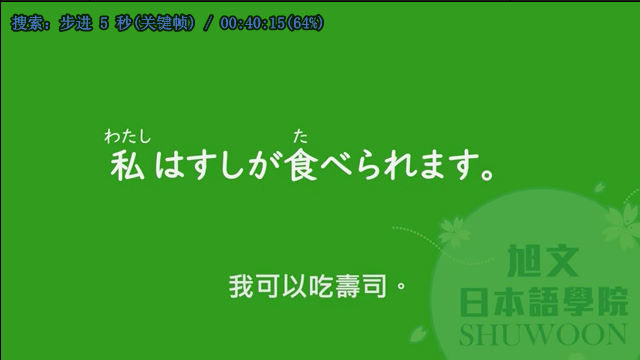 搜索: 步进 5 秒(关键帧) / 00:40:15(64%)
わたし た
私はすしが食べられます。
我可以吃壽司。
旭文
日本語學院
SHUWOON